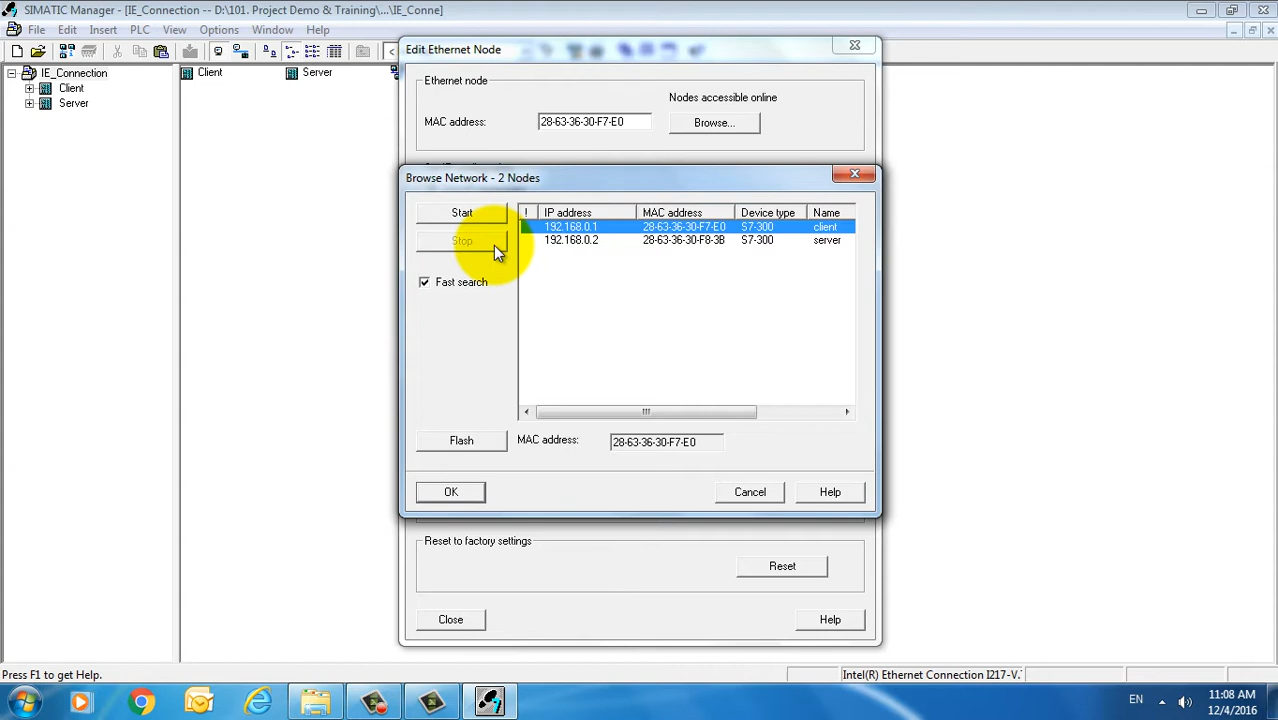 SIMATIC Manager - [IE_Connection -- D:\101. Project Demo & Training\...\IE_Conne]
File Edit Insert PLC View Options Window Help
IE_Connection
Client
Server
Client
Server
Edit Ethernet Node
Ethernet node
Nodes accessible online
MAC address:
28-63-36-30-F7-E0
Browse...
Browse Network - 2 Nodes
Start
Stop
Fast search
! IP address MAC address Device type Name
192.168.0.1 28-63-36-30-F7-E0 S7-300 client
192.168.0.2 28-63-36-30-F8-3B S7-300 server
Flash
MAC address:
28-63-36-30-F7-E0
OK
Cancel
Help
Reset to factory settings
Reset
Close
Help
Press F1 to get Help.
Intel(R) Ethernet Connection I217-V.
EN
11:08 AM
12/4/2016